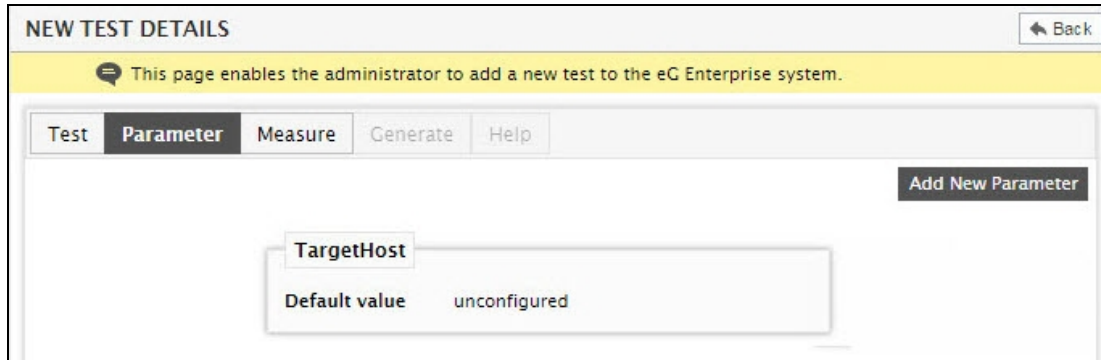 NEW TEST DETAILS
Back
This page enables the administrator to add a new test to the eG Enterprise system.
Test Parameter Measure Generate Help
Add New Parameter
TargetHost
Default value unconfigured